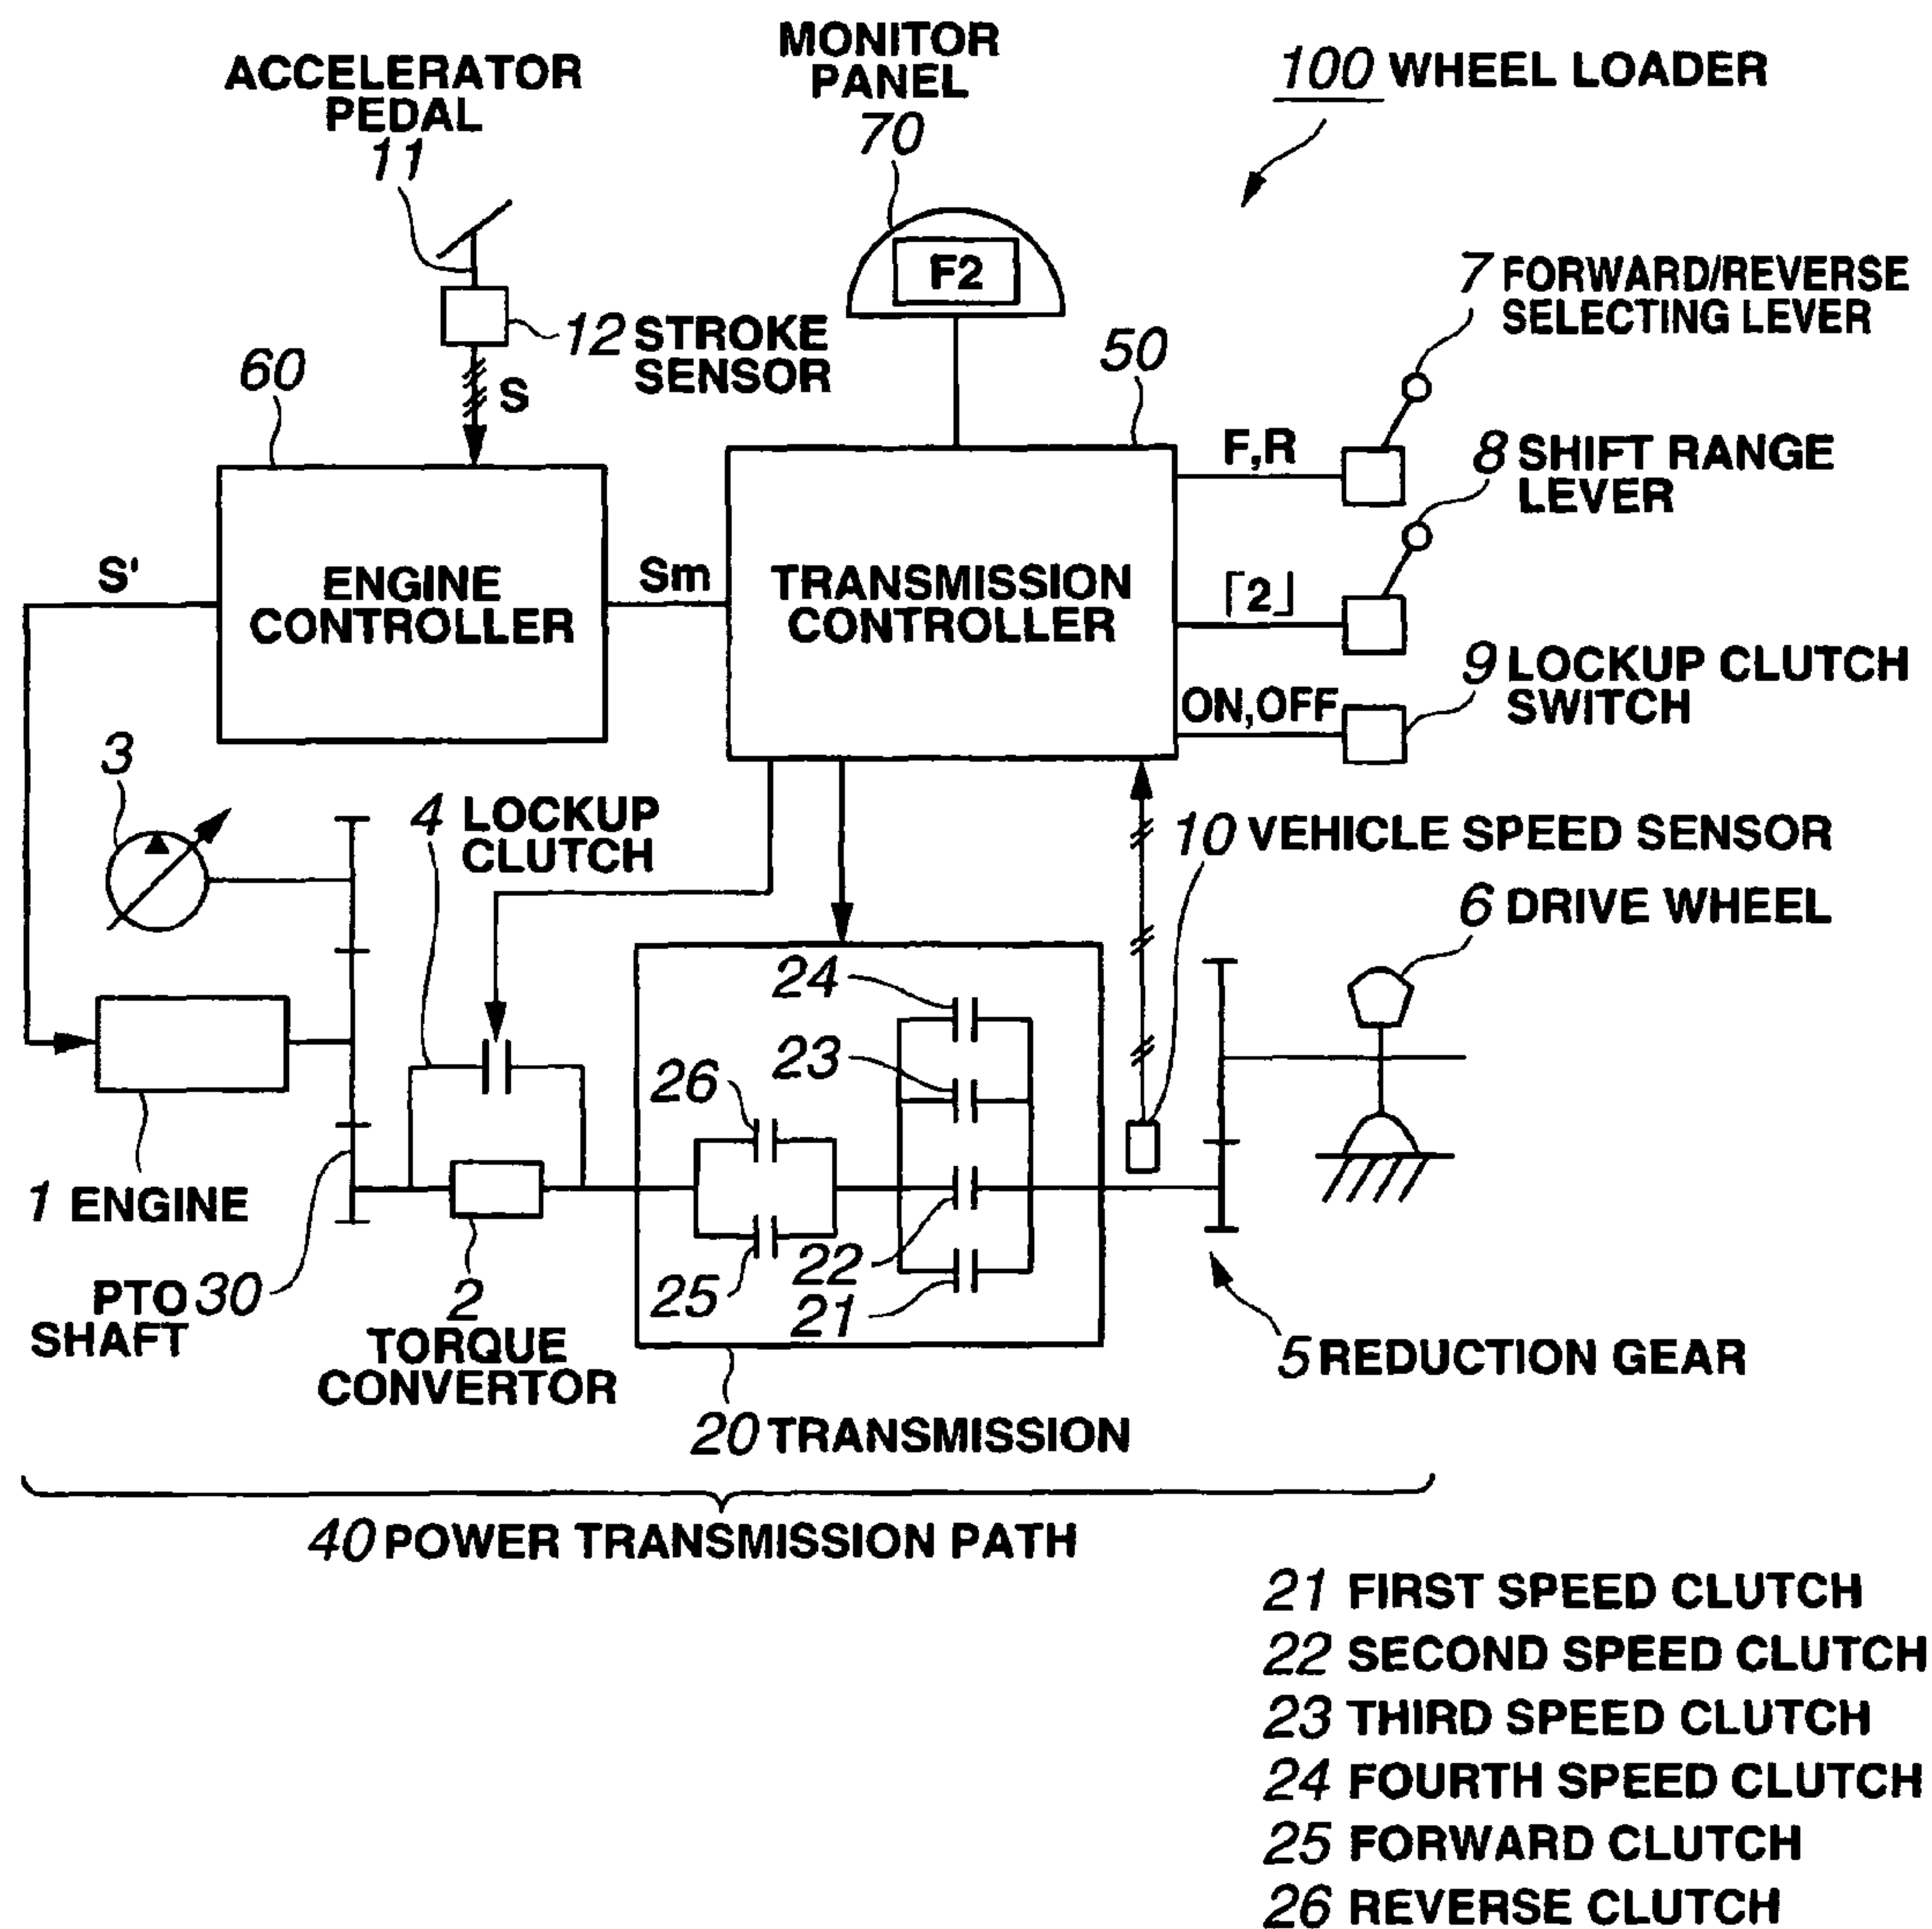 MONITOR
PANEL
70
100 WHEEL LOADER
ACCELERATOR
PEDAL
11
F2
7 FORWARD/REVERSE
SELECTING LEVER
12 STROKE
SENSOR
S
60
50
F,R
8 SHIFT RANGE
LEVER
S'
ENGINE
CONTROLLER
Sm
TRANSMISSION
CONTROLLER
「2」
ON,OFF
9 LOCKUP CLUTCH
SWITCH
3
4 LOCKUP
CLUTCH
10 VEHICLE SPEED SENSOR
6 DRIVE WHEEL
24
23
26
1 ENGINE
25
22
21
PTO 30
SHAFT
2
TORQUE
CONVERTOR
5 REDUCTION GEAR
20 TRANSMISSION
40 POWER TRANSMISSION PATH
21 FIRST SPEED CLUTCH
22 SECOND SPEED CLUTCH
23 THIRD SPEED CLUTCH
24 FOURTH SPEED CLUTCH
25 FORWARD CLUTCH
26 REVERSE CLUTCH